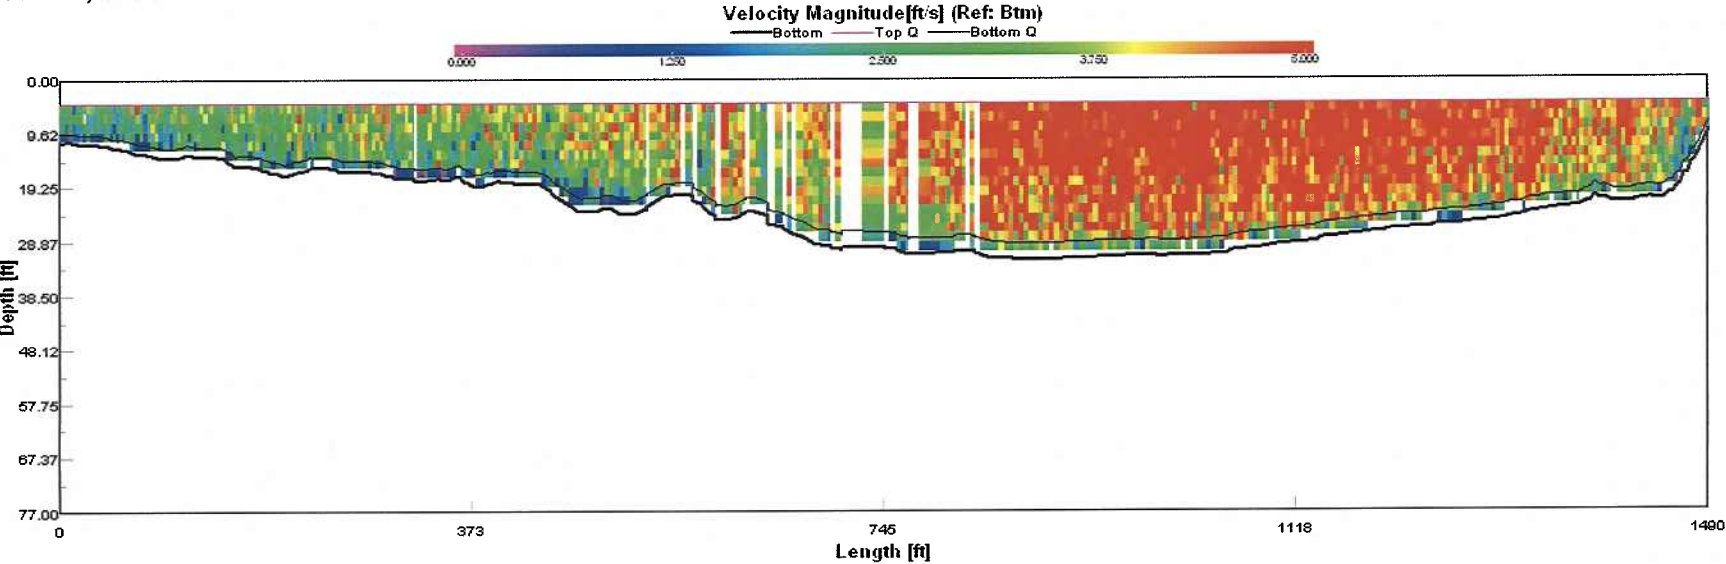 Velocity Magnitude[ft/s] (Ref: Btm)
Bottom Top Q Bottom Q
0.000 1.250 2.500 3.750 5.000
0.00
9.62
19.25
28.87
38.50
48.12
57.75
67.37
77.00
Depth [ft]
0 373 745 1118 1490
Length [ft]